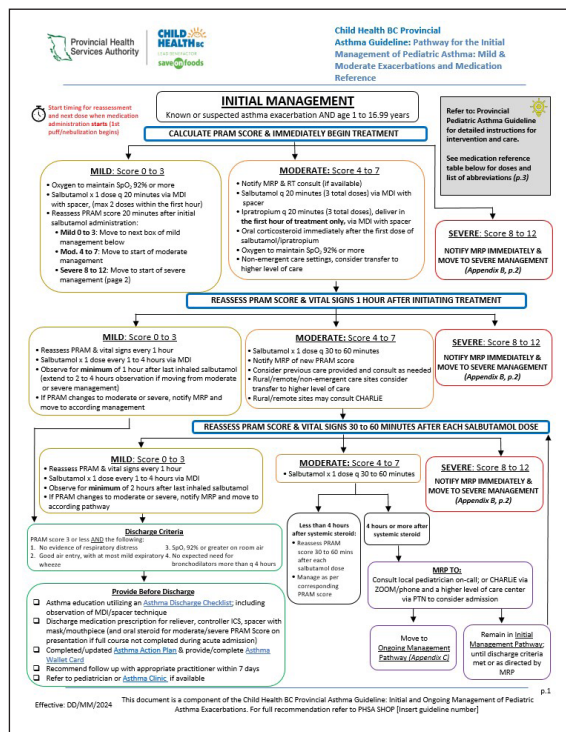 Provincial Health
Services Authority
CHILD
HEALTH BC
LEAD BENEFACTOR
save on foods
Child Health BC Provincial
Asthma Guideline: Pathway for the Initial
Management of Pediatric Asthma: Mild &
Moderate Exacerbations and Medication
Reference
Start timing for reassessment
and next dose when medication
administration starts (1st
puff/nebulization begins)
INITIAL MANAGEMENT
Known or suspected asthma exacerbation AND age 1 to 16.99 years
Refer to: Provincial
Pediatric Asthma Guideline
for detailed instructions for
intervention and care.
See medication reference
table below for doses and
list of abbreviations (p.3)
CALCULATE PRAM SCORE & IMMEDIATELY BEGIN TREATMENT
MILD: Score 0 to 3
• Oxygen to maintain SpO2 92% or more
• Salbutamol x 1 dose q 20 minutes via MDI
with spacer, (max 2 doses within the first hour)
• Reassess PRAM score 20 minutes after initial
salbutamol administration:
• Mild 0 to 3: Move to next box of mild
management below
• Mod. 4 to 7: Move to start of moderate
management
• Severe 8 to 12: Move to start of severe
management (page 2)
MODERATE: Score 4 to 7
• Notify MRP & RT consult (if available)
• Salbutamol q 20 minutes (3 total doses) via MDI with
spacer
• Ipratropium q 20 minutes (3 total doses), deliver in
the first hour of treatment only, via MDI with spacer
• Oral corticosteroid immediately after the first dose of
salbutamol/ipratropium
• Oxygen to maintain SpO2 92% or more
• Non-emergent care settings, consider transfer to
higher level of care
SEVERE: Score 8 to 12
NOTIFY MRP IMMEDIATELY &
MOVE TO SEVERE MANAGEMENT
(Appendix B, p.2)
REASSESS PRAM SCORE & VITAL SIGNS 1 HOUR AFTER INITIATING TREATMENT
MILD: Score 0 to 3
• Reassess PRAM & vital signs every 1 hour
• Salbutamol x 1 dose every 1 to 4 hours via MDI
• Observe for minimum of 1 hour after last inhaled salbutamol
(extend to 2 to 4 hours observation if moving from moderate
or severe management)
• If PRAM changes to moderate or severe, notify MRP and
move to according management
MODERATE: Score 4 to 7
• Salbutamol x 1 dose q 30 to 60 minutes
• Notify MRP of new PRAM score
• Consider previous care provided and consult as needed
• Rural/remote/non-emergent care sites consider
transfer to higher level of care
• Rural/remote sites may consult CHARLiE
SEVERE: Score 8 to 12
NOTIFY MRP IMMEDIATELY &
MOVE TO SEVERE MANAGEMENT
(Appendix B, p.2)
REASSESS PRAM SCORE & VITAL SIGNS 30 TO 60 MINUTES AFTER EACH SALBUTAMOL DOSE
MILD: Score 0 to 3
• Reassess PRAM & vital signs every 1 hour
• Salbutamol x 1 dose every 1 to 4 hours via MDI
• Observe for minimum of 2 hours after last inhaled salbutamol
• If PRAM changes to moderate or severe, notify MRP and move to
according pathway
MODERATE: Score 4 to 7
• Salbutamol x 1 dose q 30 to 60 minutes
SEVERE: Score 8 to 12
NOTIFY MRP IMMEDIATELY &
MOVE TO SEVERE MANAGEMENT
(Appendix B, p.2)
Discharge Criteria
PRAM score 3 or less AND the following:
1. No evidence of respiratory distress
2. Good air entry, with at most mild expiratory
wheeze
3. SpO2 92% or greater on room air
4. No expected need for
bronchodilators more than q 4 hours
Less than 4 hours
after systemic steroid:
• Reassess PRAM
score 30 to 60 mins
after each
salbutamol dose
• Manage as per
corresponding
PRAM score
4 hours or more after
systemic steroid
MRP TO:
Consult local pediatrician on-call; or CHARLiE via
ZOOM/phone and a higher level of care center
via PTN to consider admission
Provide Before Discharge
❑ Asthma education utilizing an Asthma Discharge Checklist; including
observation of MDI/spacer technique
❑ Discharge medication prescription for reliever, controller ICS, spacer with
mask/mouthpiece (and oral steroid for moderate/severe PRAM Score on
presentation if full course not completed during acute admission)
❑ Completed/updated Asthma Action Plan & provide/complete Asthma
Wallet Card
❑ Recommend follow up with appropriate practitioner within 7 days
❑ Refer to pediatrician or Asthma Clinic, if available
Move to
Ongoing Management
Pathway (Appendix C)
Remain in Initial
Management Pathway;
until discharge criteria
met or as directed by
MRP
p.1
Effective: DD/MM/2024
This document is a component of the Child Health BC Provincial Asthma Guideline: Initial and Ongoing Management of Pediatric
Asthma Exacerbations. For full recommendation refer to PHSA SHOP [insert guideline number]